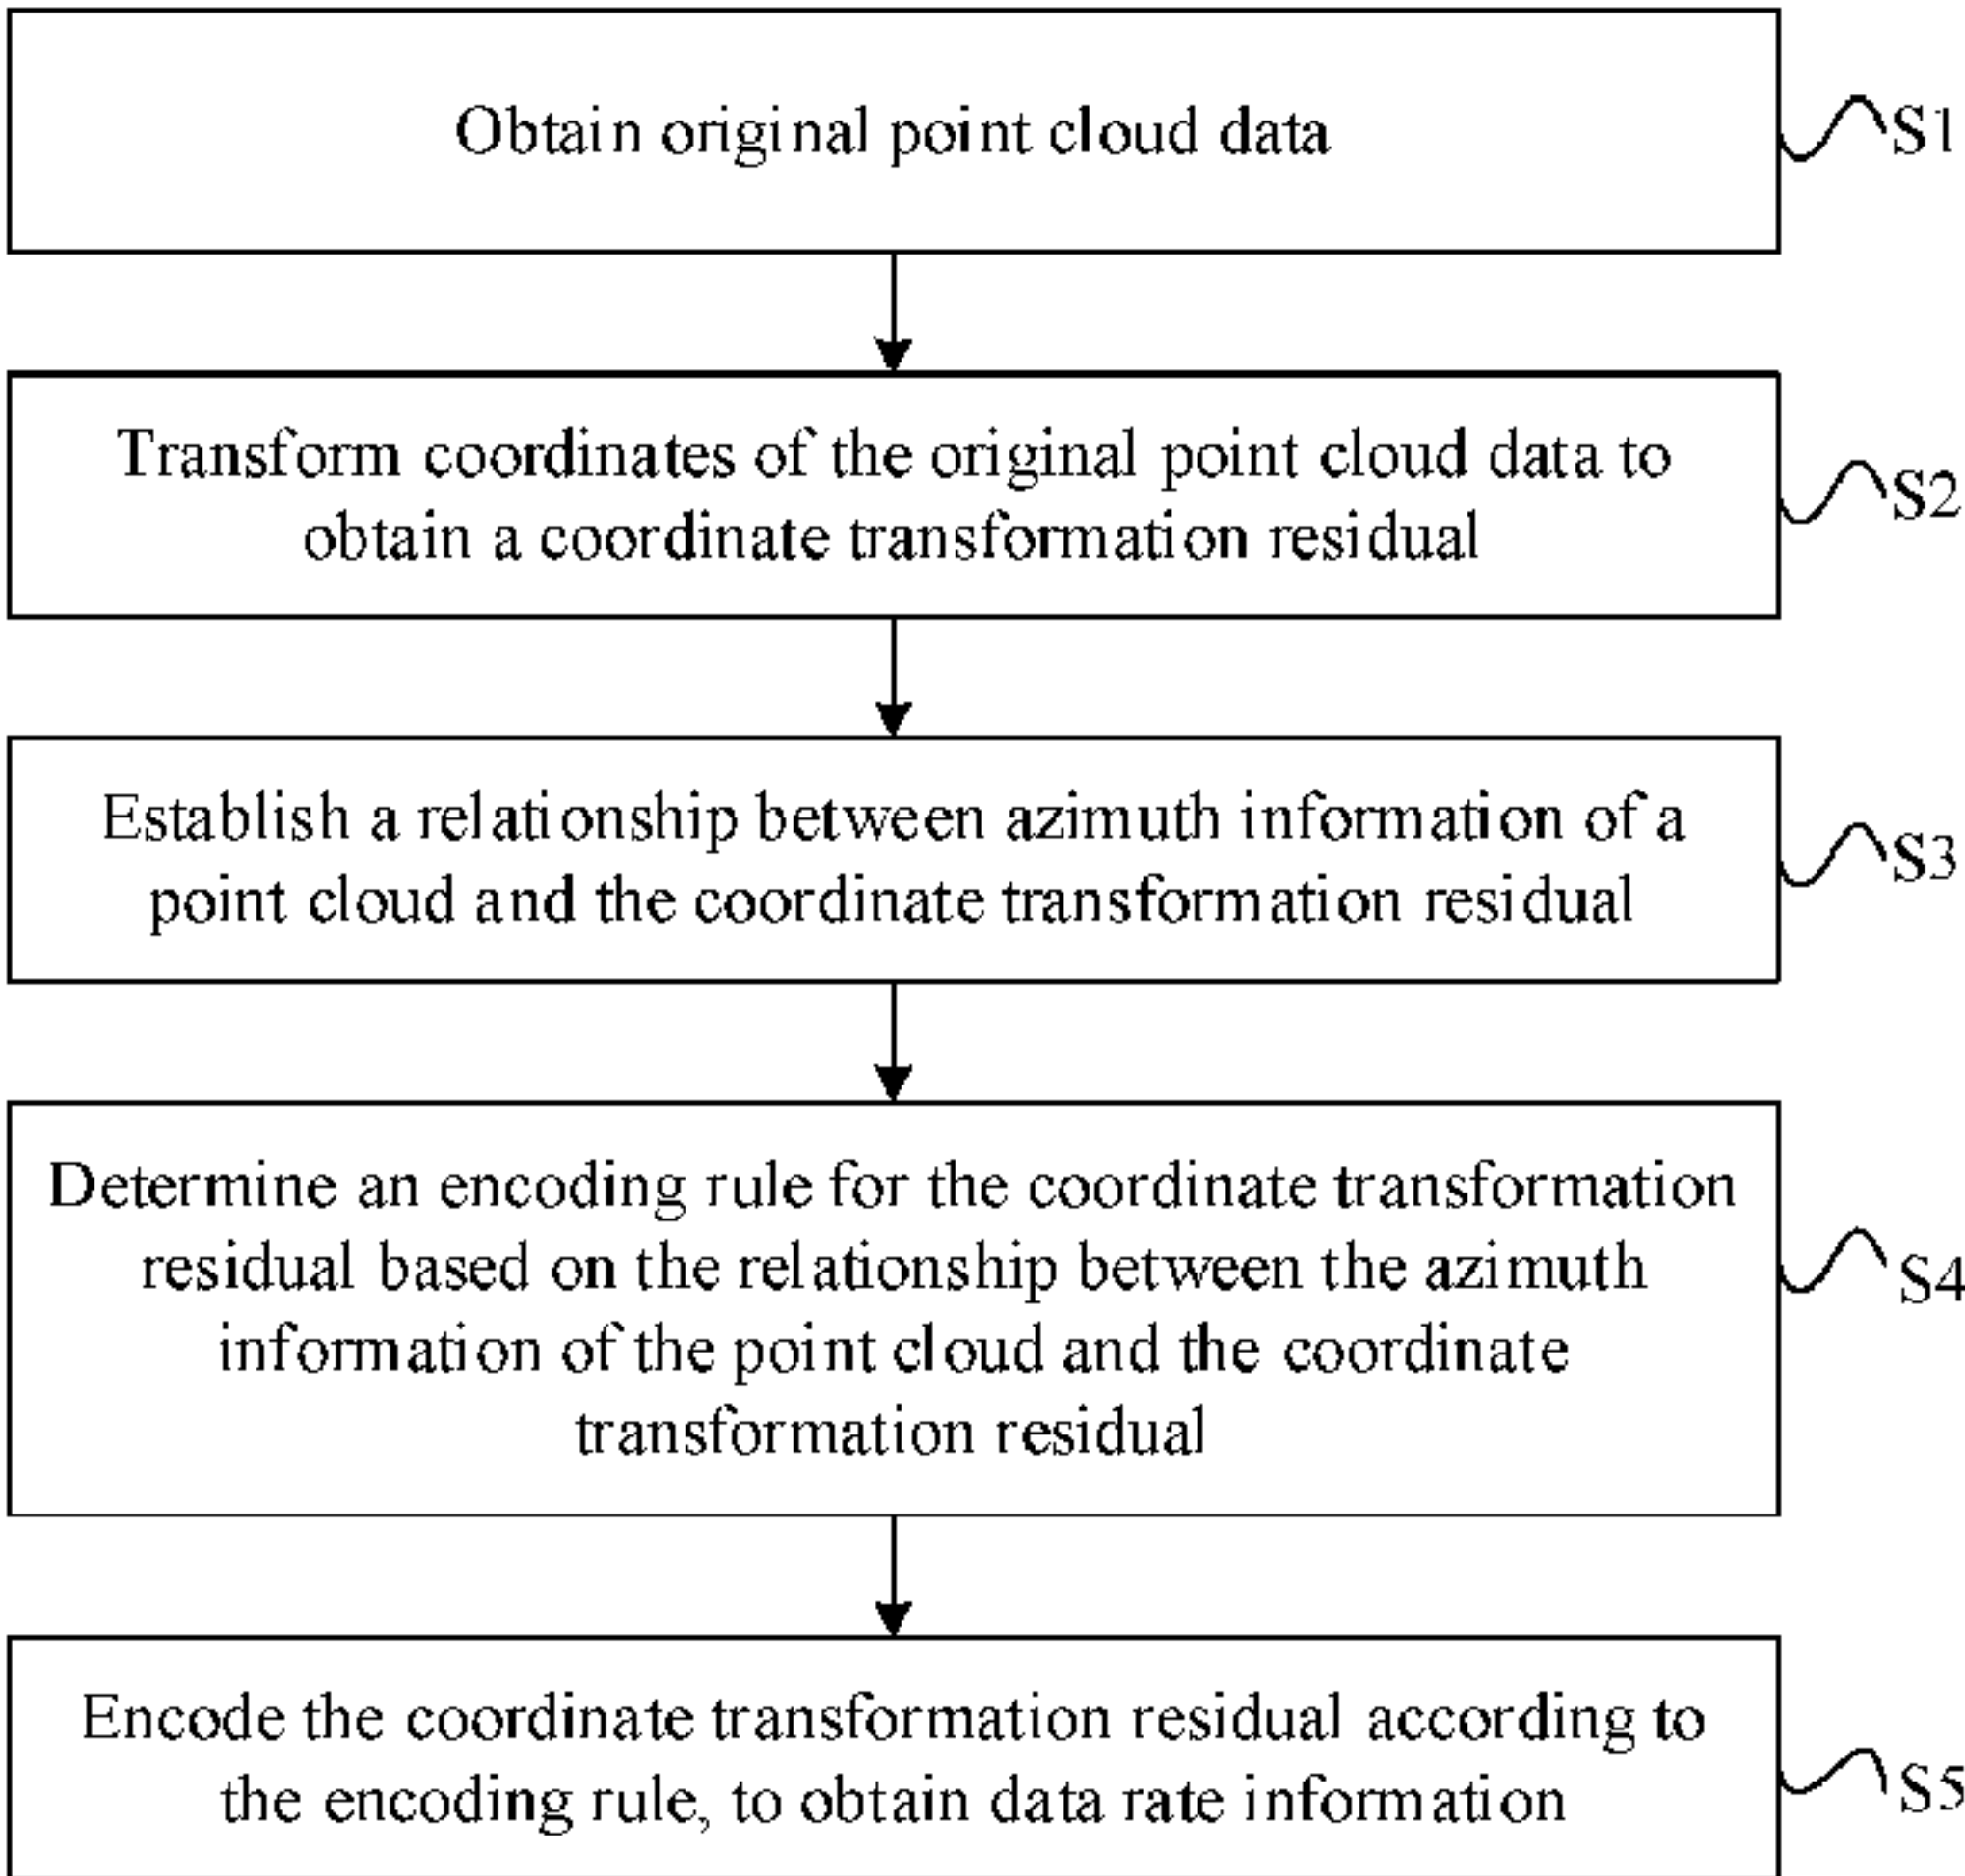 Obtain original point cloud data
S1
Transform coordinates of the original point cloud data to
obtain a coordinate transformation residual
S2
Establish a relationship between azimuth information of a
point cloud and the coordinate transformation residual
S3
Determine an encoding rule for the coordinate transformation
residual based on the relationship between the azimuth
information of the point cloud and the coordinate
transformation residual
S4
Encode the coordinate transformation residual according to
the encoding rule, to obtain data rate information
S5